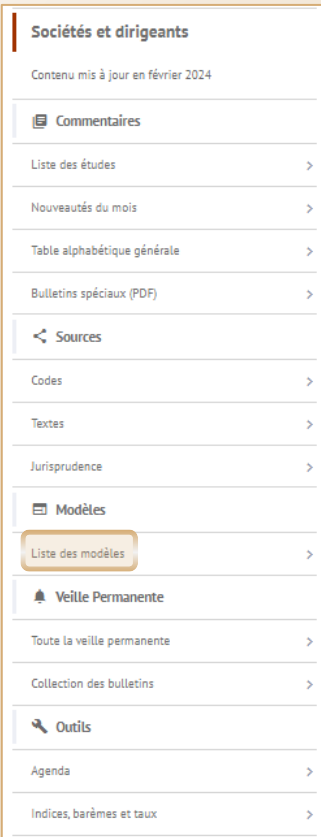 Sociétés et dirigeants
Contenu mis à jour en février 2024
Commentaires
Liste des études
Nouveautés du mois
Table alphabétique générale
Bulletins spéciaux (PDF)
Sources
Codes
Textes
Jurisprudence
Modèles
Liste des modèles
Veille Permanente
Toute la veille permanente
Collection des bulletins
Outils
Agenda
Indices, barèmes et taux